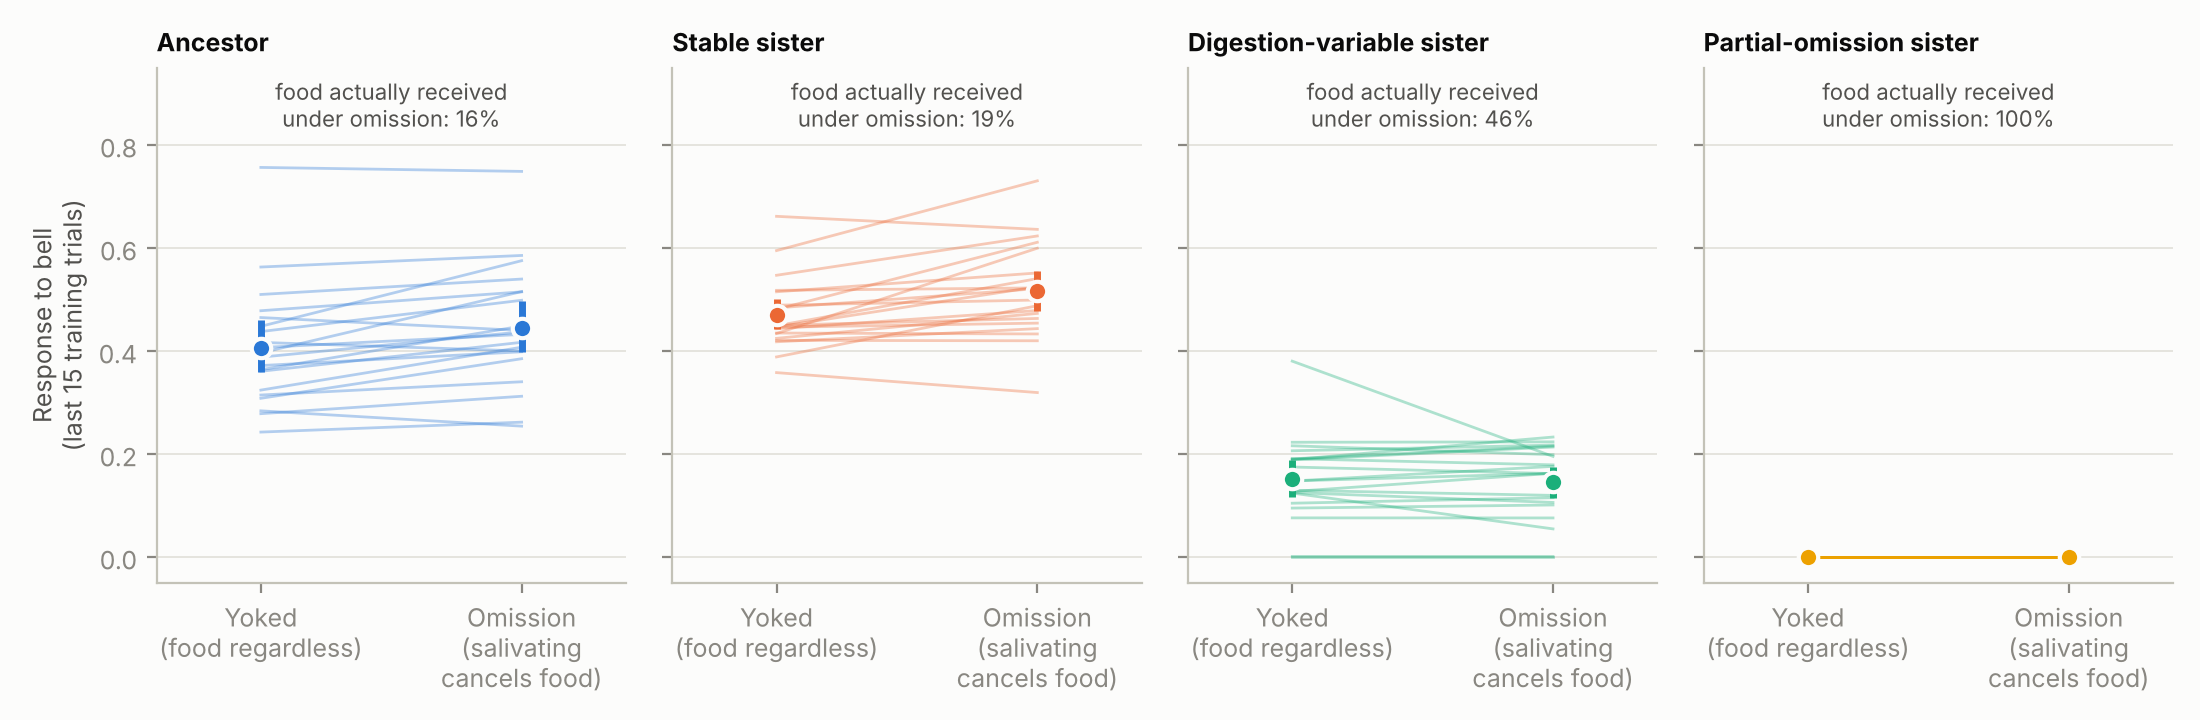 Ancestor
food actually received
under omission: 16%
Stable sister
food actually received
under omission: 19%
Digestion-variable sister
food actually received
under omission: 46%
Partial-omission sister
food actually received
under omission: 100%
Response to bell
(last 15 training trials)
0.8
0.6
0.4
0.2
0.0
Yoked
(food regardless)
Omission
(salivating
cancels food)
Yoked
(food regardless)
Omission
(salivating
cancels food)
Yoked
(food regardless)
Omission
(salivating
cancels food)
Yoked
(food regardless)
Omission
(salivating
cancels food)